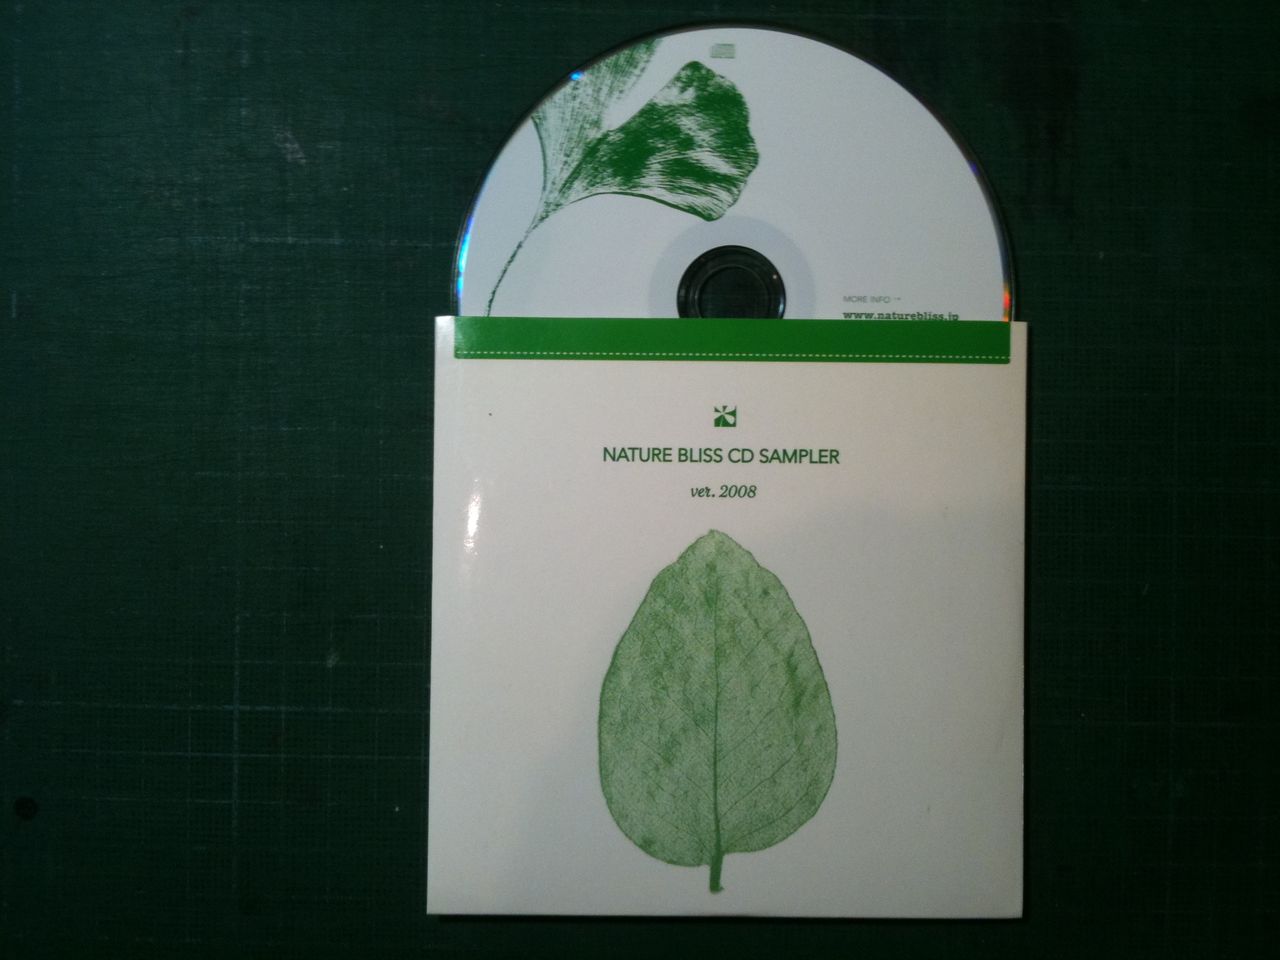 MORE INFO
www.naturebliss.jp
NATURE BLISS CD SAMPLER
ver. 2008